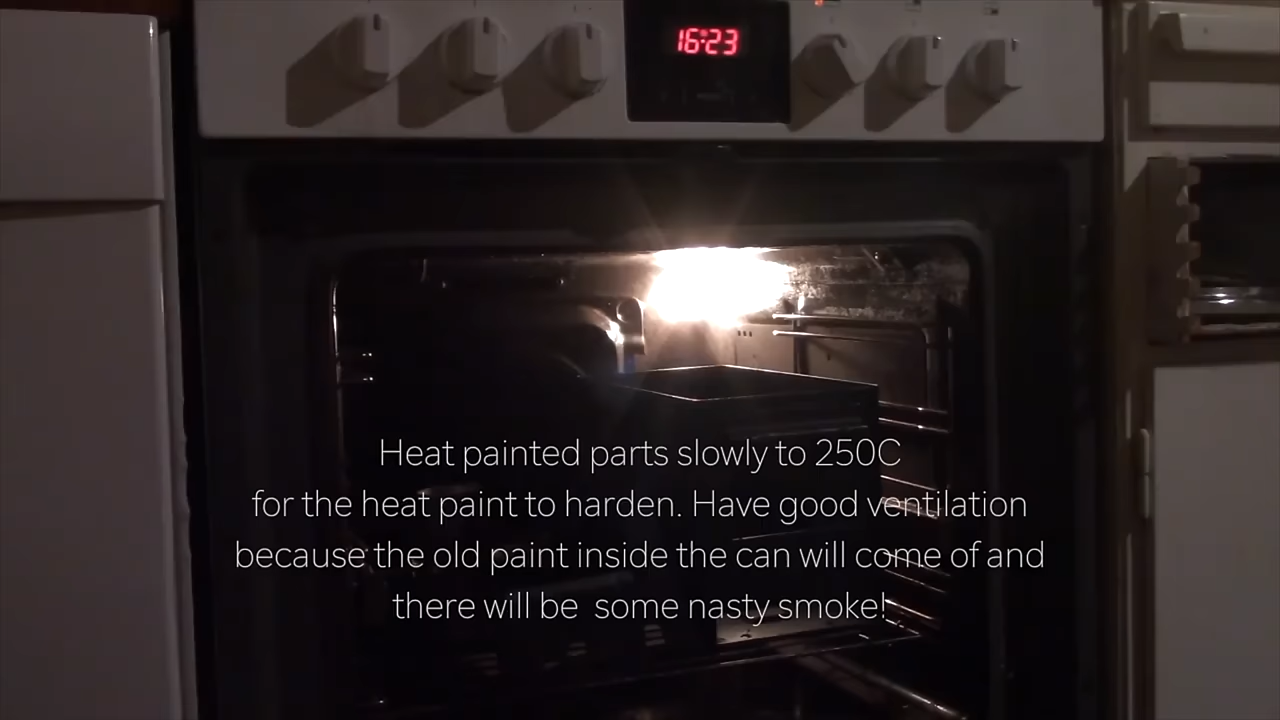 16:23
Heat painted parts slowly to 250C
for the heat paint to harden. Have good ventilation
because the old paint inside the can will come of and
there will be  some nasty smoke!